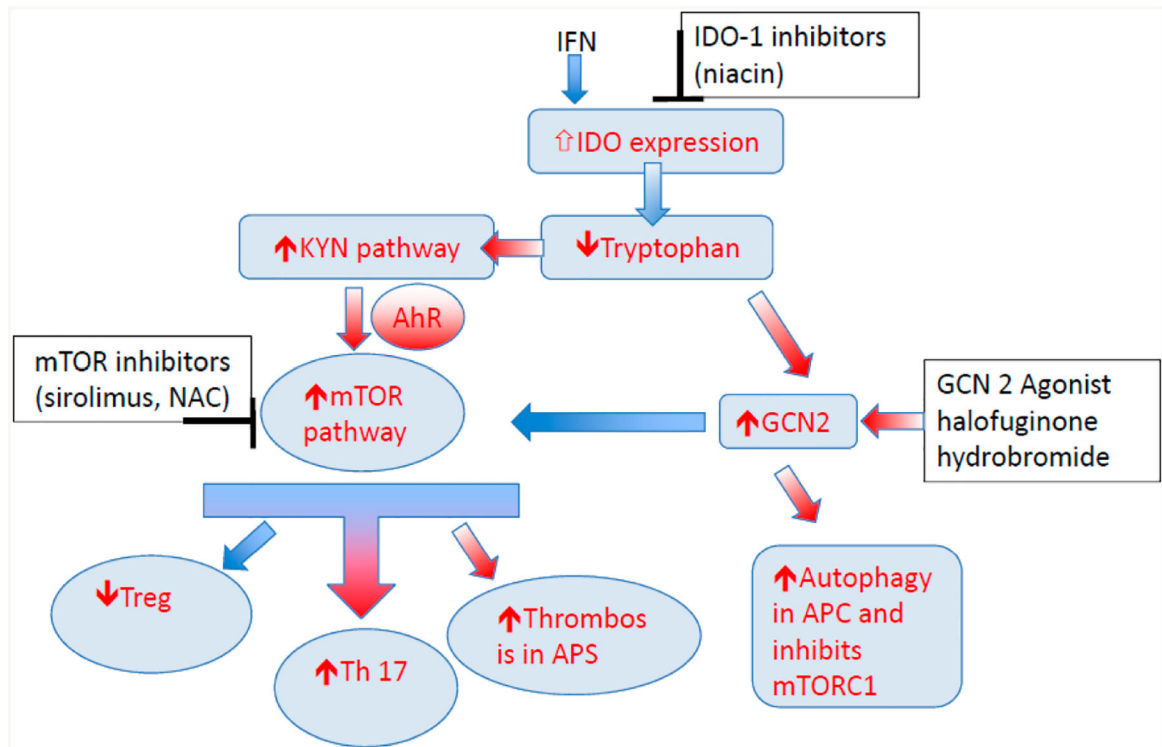 IFN
IDO-1 inhibitors
(niacin)
⇧IDO expression
↑KYN pathway
↓Tryptophan
AhR
mTOR inhibitors
(sirolimus, NAC)
↑mTOR
pathway
↑GCN2
GCN 2 Agonist
halofuginone
hydrobromide
↓Treg
↑Th 17
↑Thrombos
is in APS
↑Autophagy
in APC and
inhibits
mTORC1